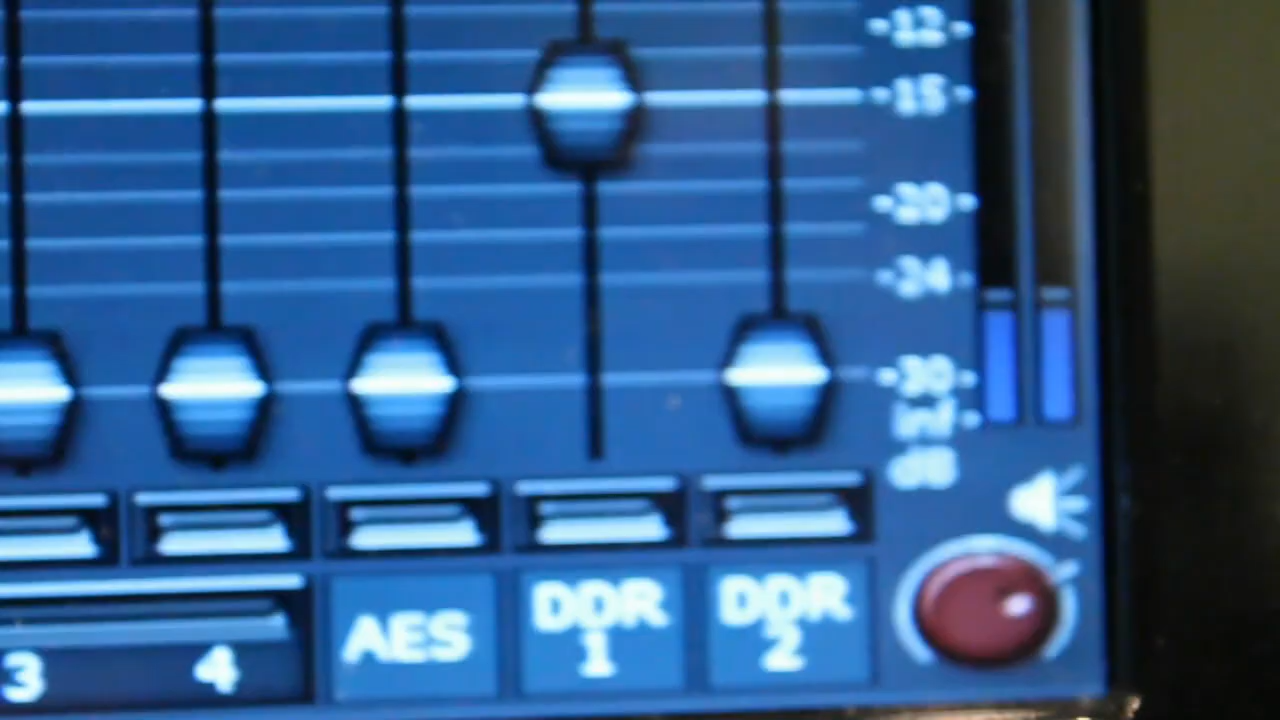 -12-
-15-
-20-
-24-
-30-
inf-
dB
3
4
AES
DDR
1
DDR
2